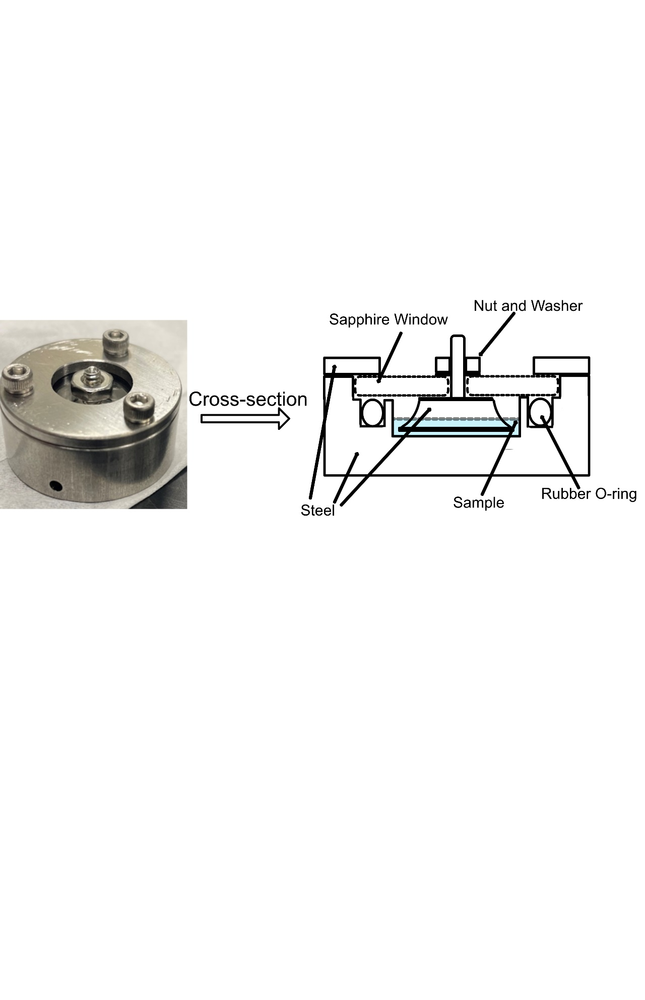 Nut and Washer
Sapphire Window
Cross-section
Steel
Sample
Rubber O-ring